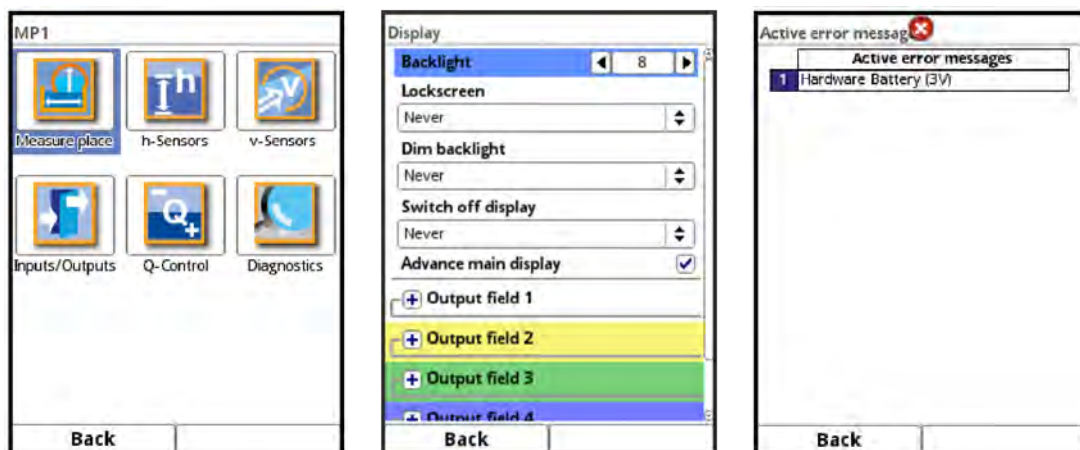 MP1
Measure place
h-Sensors
v-Sensors
Inputs/Outputs
Q-Control
Diagnostics
Back
Display
Backlight
8
Lockscreen
Never
Dim backlight
Never
Switch off display
Never
Advance main display
Output field 1
Output field 2
Output field 3
Output field 4
Back
Active error messag
Active error messages
1 Hardware Battery (3V)
Back